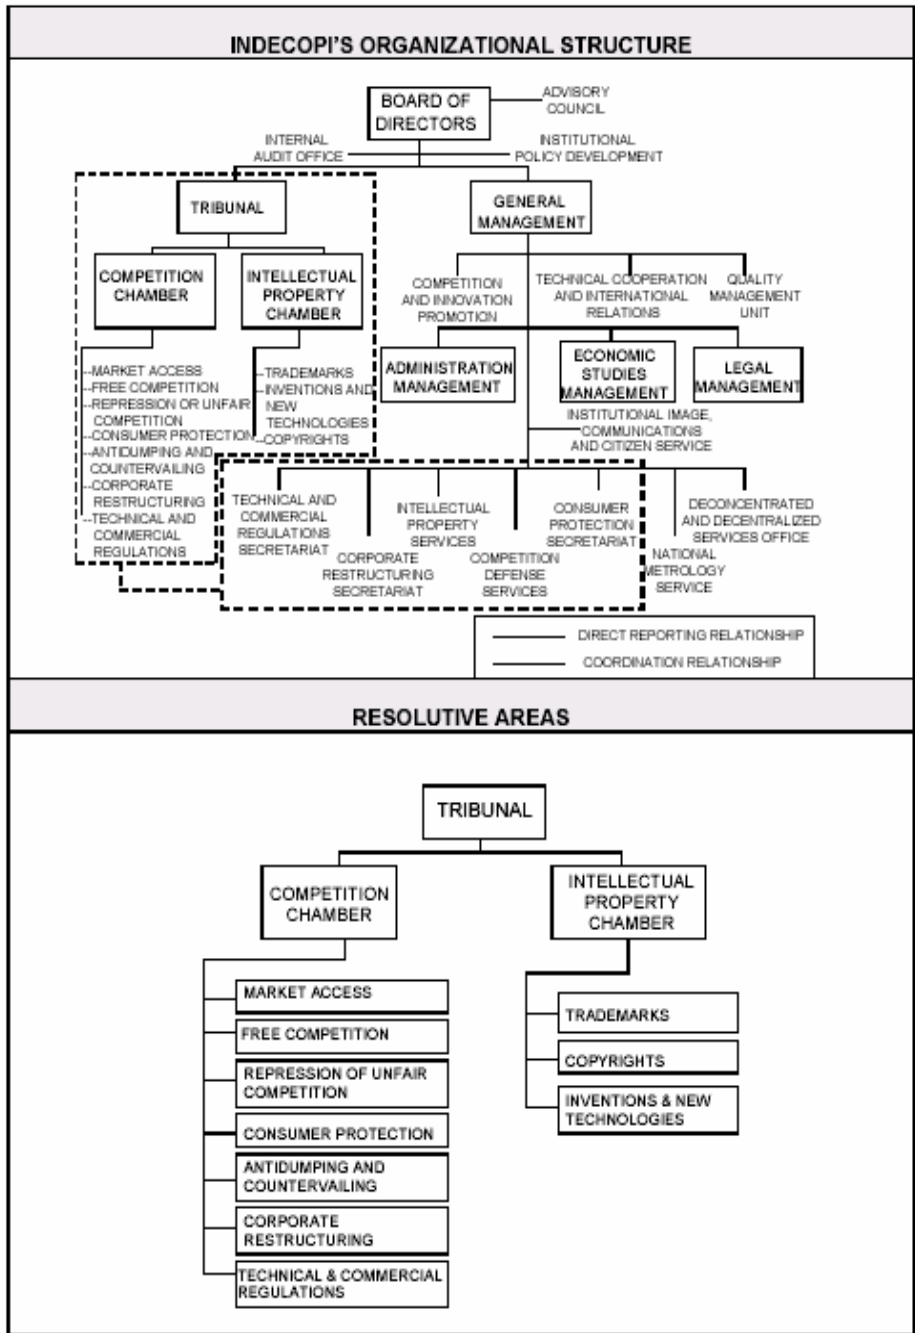 INDECOPI'S ORGANIZATIONAL STRUCTURE
BOARD OF
DIRECTORS
ADVISORY
COUNCIL
INTERNAL
AUDIT OFFICE
INSTITUTIONAL
POLICY DEVELOPMENT
TRIBUNAL
GENERAL
MANAGEMENT
COMPETITION
CHAMBER
INTELLECTUAL
PROPERTY
CHAMBER
COMPETITION
AND INNOVATION
PROMOTION
TECHNICAL COOPERATION
AND INTERNATIONAL
RELATIONS
QUALITY
MANAGEMENT
UNIT
ADMINISTRATION
MANAGEMENT
ECONOMIC
STUDIES
MANAGEMENT
LEGAL
MANAGEMENT
MARKET ACCESS
FREE COMPETITION
REPRESSION OR UNFAIR
COMPETITION
CONSUMER PROTECTION
ANTIDUMPING AND
COUNTERVAILING
CORPORATE
RESTRUCTURING
TECHNICAL AND
COMMERCIAL
REGULATIONS
TRADEMARKS
INVENTIONS AND
NEW
TECHNOLOGIES
COPYRIGHTS
INSTITUTIONAL IMAGE,
COMMUNICATIONS
AND CITIZEN SERVICE
TECHNICAL AND
COMMERCIAL
REGULATIONS
SECRETARIAT
CORPORATE
RESTRUCTURING
SECRETARIAT
INTELLECTUAL
PROPERTY
SERVICES
COMPETITION
DEFENSE
SERVICES
CONSUMER
PROTECTION
SECRETARIAT
NATIONAL
METROLOGY
SERVICE
DECONCENTRATED
AND DECENTRALIZED
SERVICES OFFICE
DIRECT REPORTING RELATIONSHIP
COORDINATION RELATIONSHIP
RESOLUTIVE AREAS
TRIBUNAL
COMPETITION
CHAMBER
INTELLECTUAL
PROPERTY
CHAMBER
MARKET ACCESS
FREE COMPETITION
REPRESSION OF UNFAIR
COMPETITION
CONSUMER PROTECTION
ANTIDUMPING AND
COUNTERVAILING
CORPORATE
RESTRUCTURING
TECHNICAL & COMMERCIAL
REGULATIONS
TRADEMARKS
COPYRIGHTS
INVENTIONS & NEW
TECHNOLOGIES